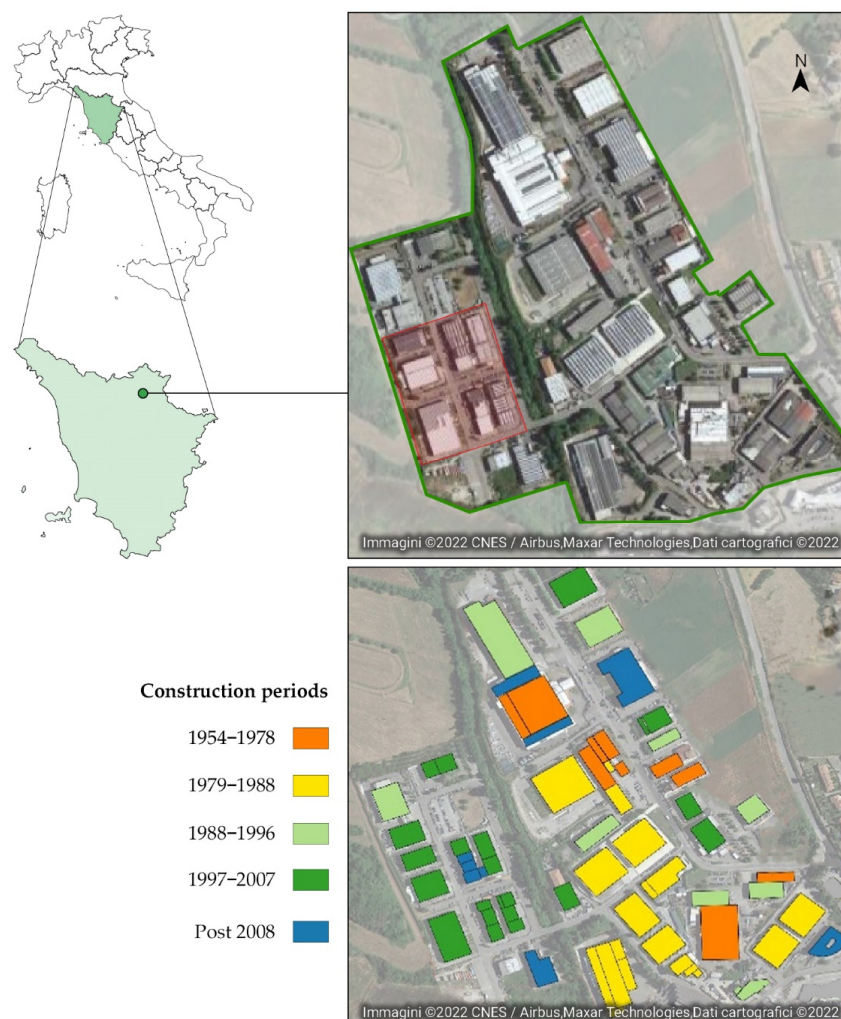 N
Immagini ©2022 CNES / Airbus,Maxar Technologies,Dati cartografici ©2022
Construction periods
1954–1978
1979–1988
1988–1996
1997–2007
Post 2008
Immagini ©2022 CNES / Airbus,Maxar Technologies,Dati cartografici ©2022